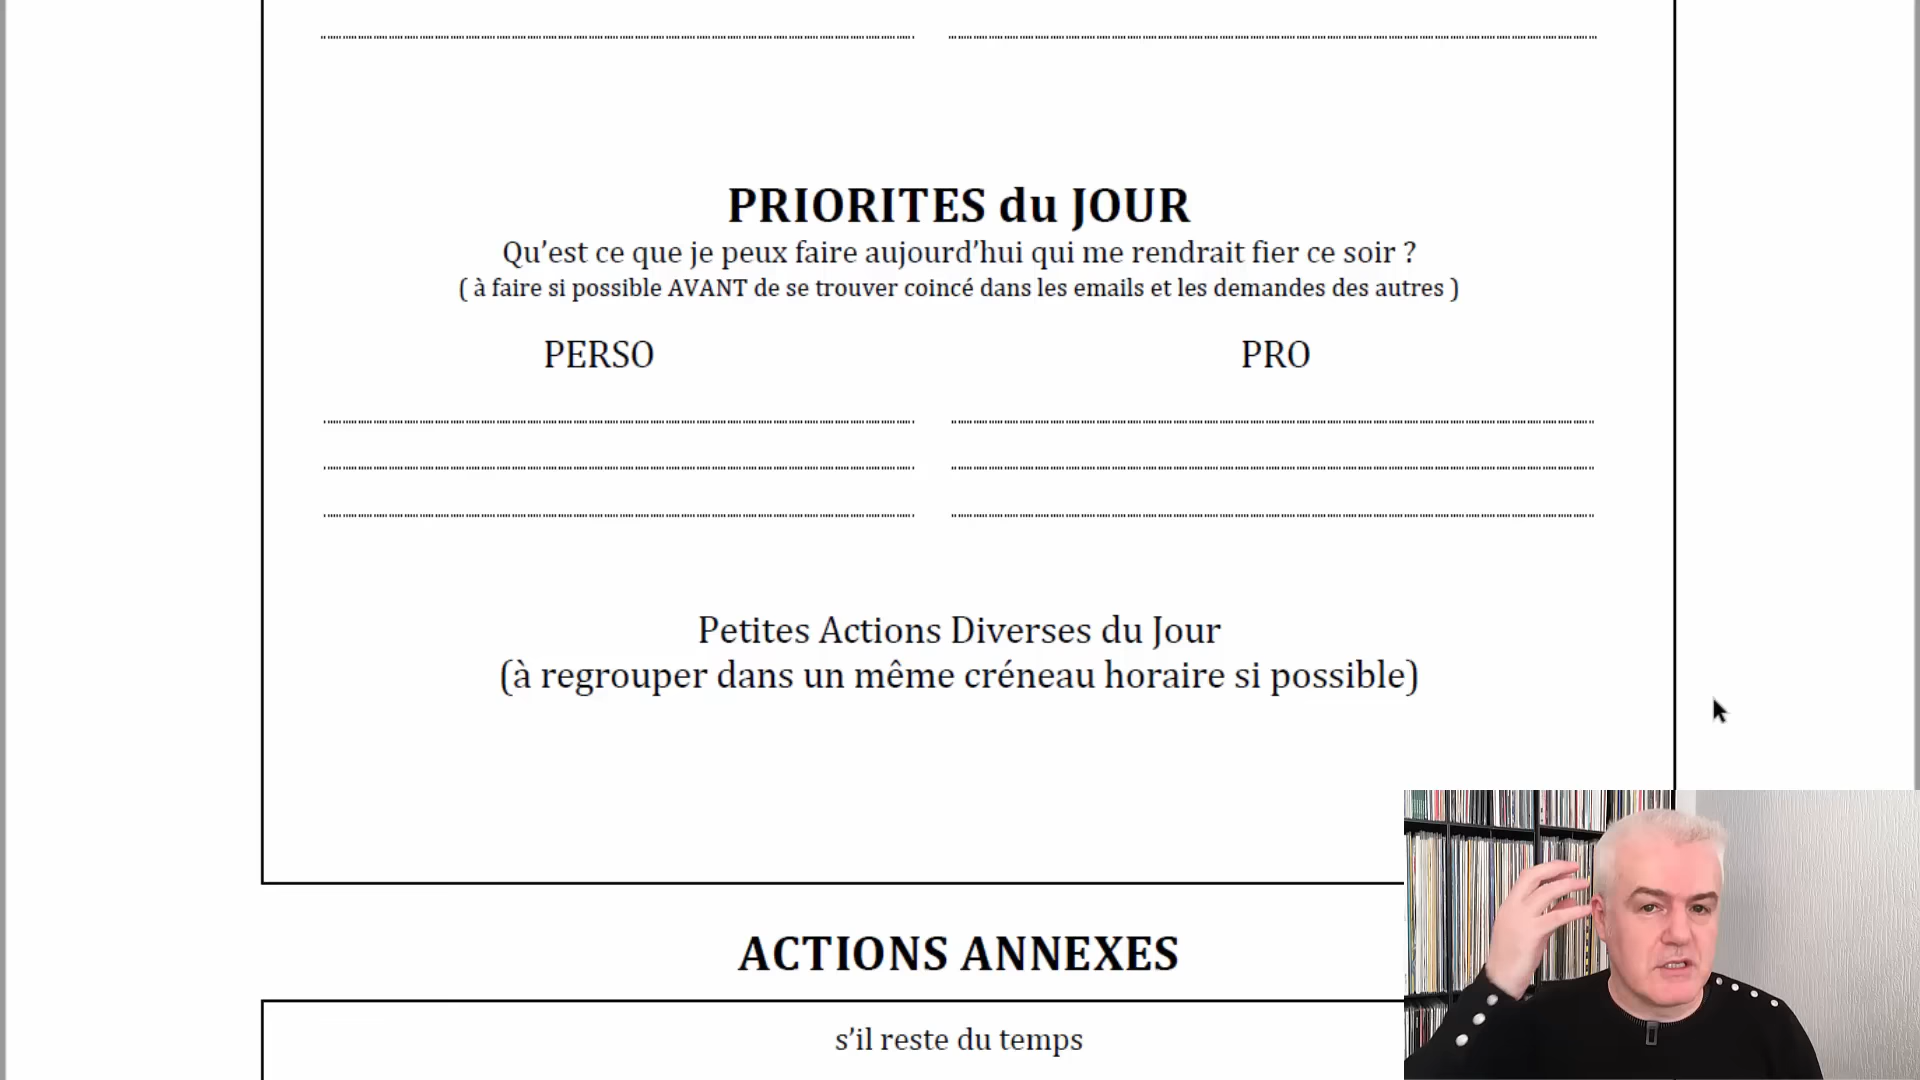 PRIORITES du JOUR
Qu’est ce que je peux faire aujourd’hui qui me rendrait fier ce soir ?
( à faire si possible AVANT de se trouver coincé dans les emails et les demandes des autres )
PERSO PRO
Petites Actions Diverses du Jour
(à regrouper dans un même créneau horaire si possible)
ACTIONS ANNEXES
s’il reste du temps